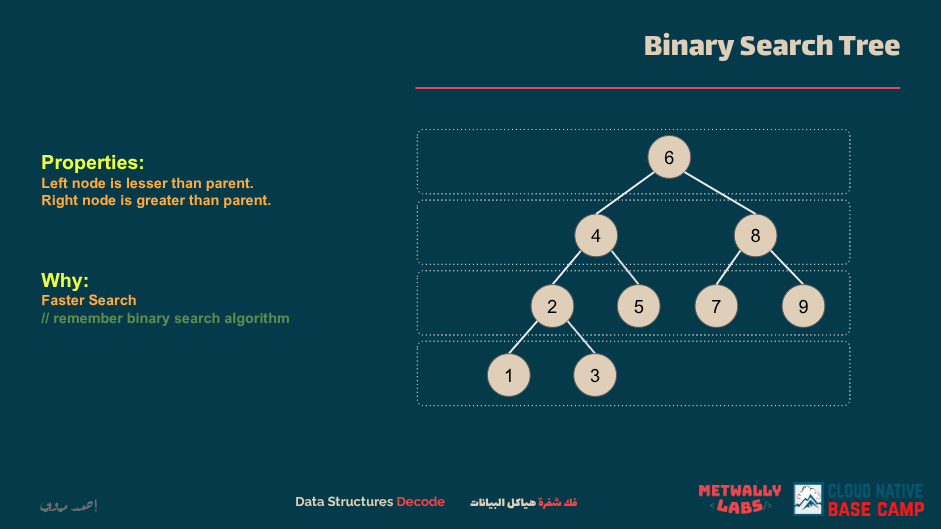 Binary Search Tree
Properties:
Left node is lesser than parent.
Right node is greater than parent.
Why:
Faster Search
// remember binary search algorithm
6
4 8
2 5 7 9
1 3
Data Structures Decode
فك شفرة هياكل البيانات
METWALLY
<LABS/>
CLOUD NATIVE
BASE CAMP